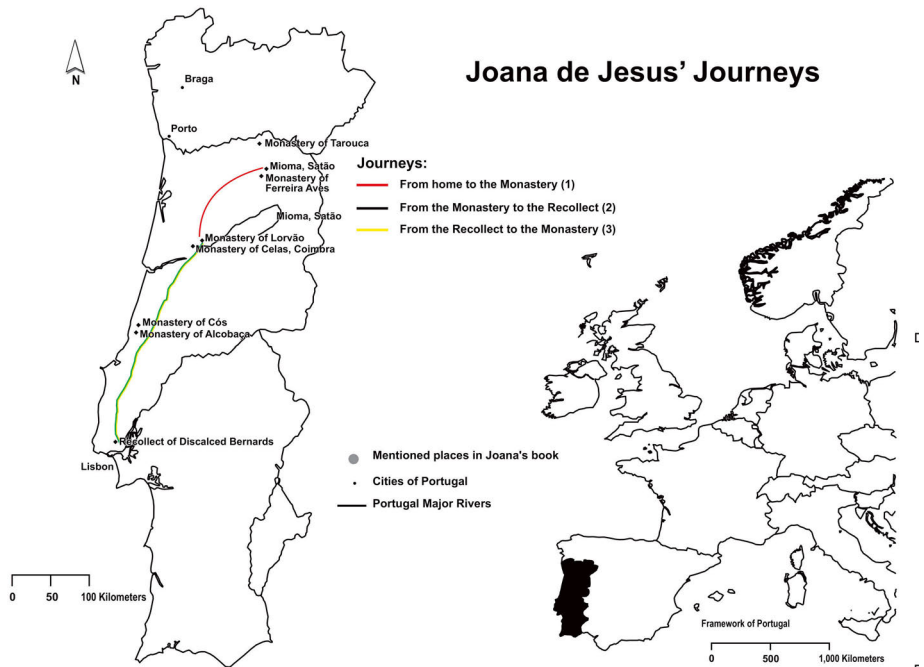 Joana de Jesus’ Journeys
N
Braga
Porto
Monastery of Tarouca
Mioma, Satão
Monastery of
Ferreira Aves
Mioma, Satão
Monastery of Lorvão
Monastery of Celas, Coimbra
Monastery of Cós
Monastery of Alcobaça
Recollect of Discalced Bernards
Lisbon
Journeys:
From home to the Monastery (1)
From the Monastery to the Recollect (2)
From the Recollect to the Monastery (3)
Mentioned places in Joana's book
Cities of Portugal
Portugal Major Rivers
0 50 100 Kilometers
Framework of Portugal
0 500 1,000 Kilometers